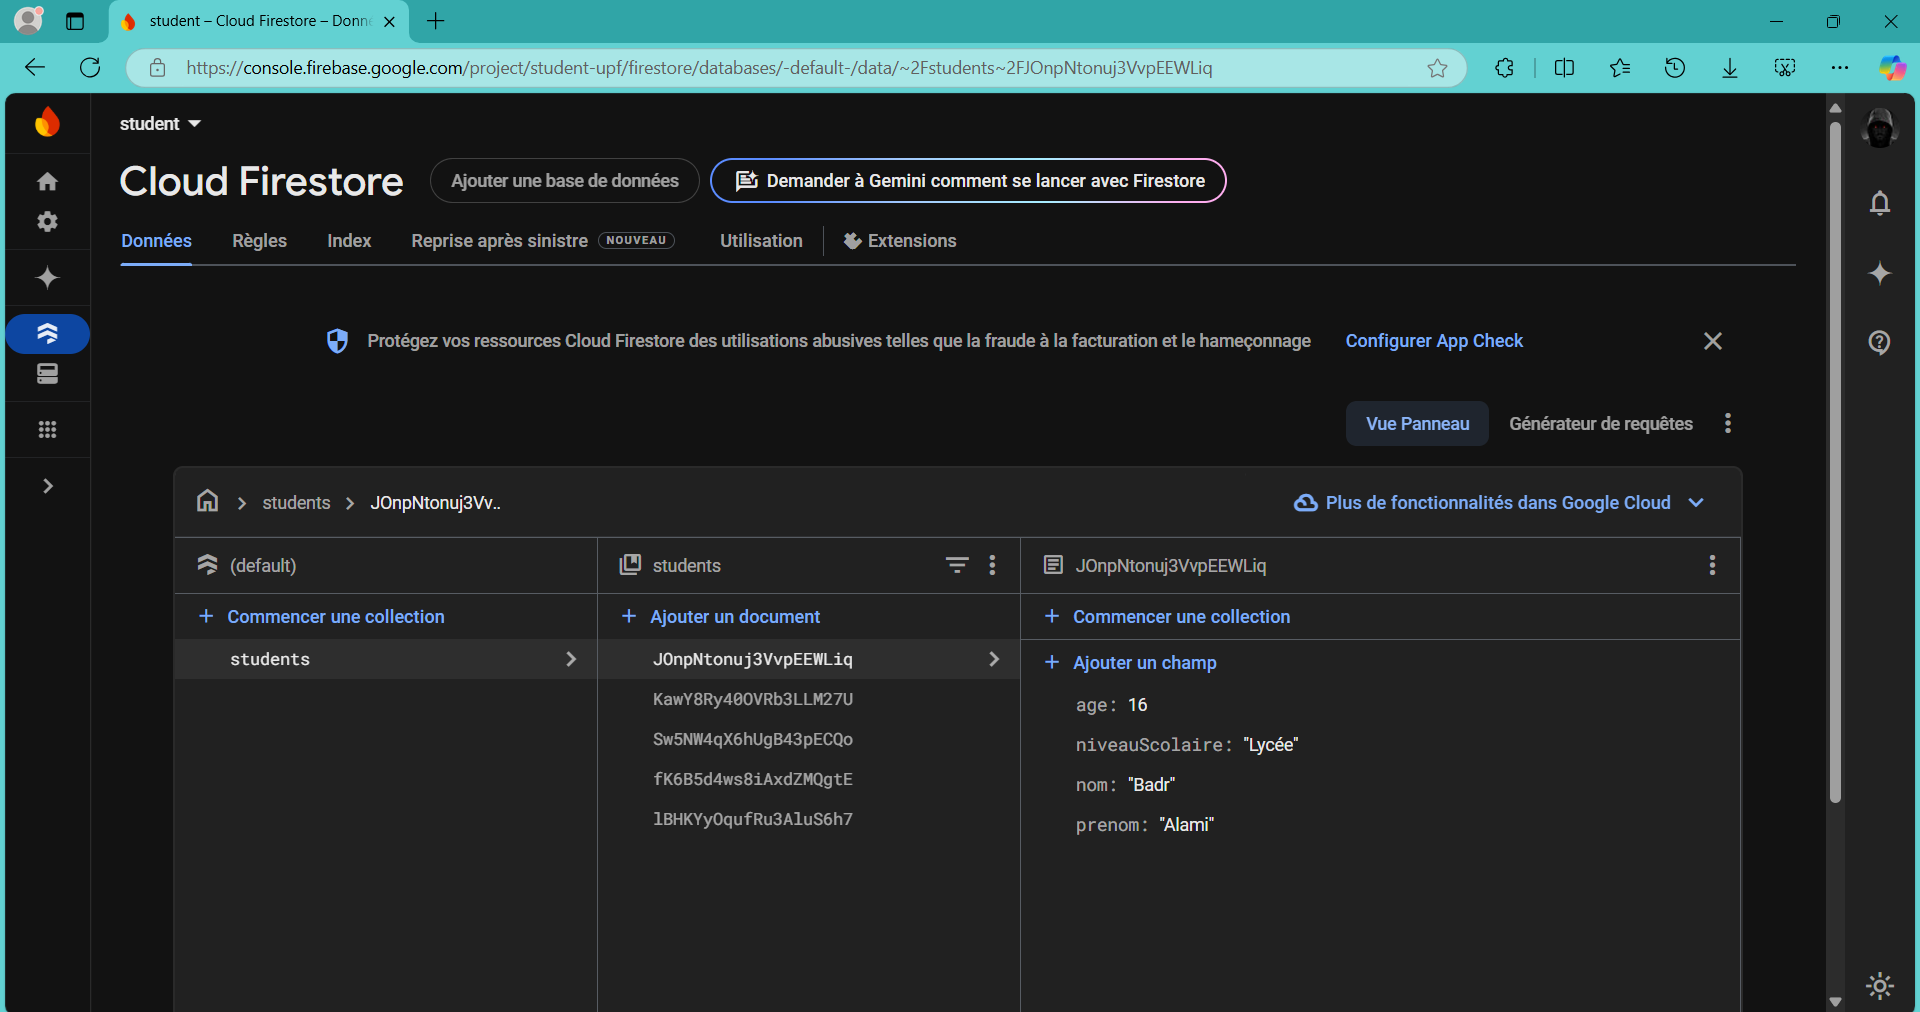 student – Cloud Firestore – Donn
https://console.firebase.google.com/project/student-upf/firestore/databases/-default-/data/~2Fstudents~2FJOnpNtonuj3VvpEEWLiq
student
Cloud Firestore
Ajouter une base de données
Demander à Gemini comment se lancer avec Firestore
Données
Règles
Index
Reprise après sinistre
NOUVEAU
Utilisation
Extensions
Protégez vos ressources Cloud Firestore des utilisations abusives telles que la fraude à la facturation et le hameçonnage
Configurer App Check
Vue Panneau
Générateur de requêtes
students
JOnpNtonuj3Vv..
Plus de fonctionnalités dans Google Cloud
(default)
students
JOnpNtonuj3VvpEEWLiq
+ Commencer une collection
+ Ajouter un document
+ Commencer une collection
students
JOnpNtonuj3VvpEEWLiq
+ Ajouter un champ
KawY8Ry40OVRb3LLM27U
Sw5NW4qX6hUgB43pECQo
fK6B5d4ws8iAxdZMQgtE
lBHKYyOqufRu3AluS6h7
age: 16
niveauScolaire: "Lycée"
nom: "Badr"
prenom: "Alami"